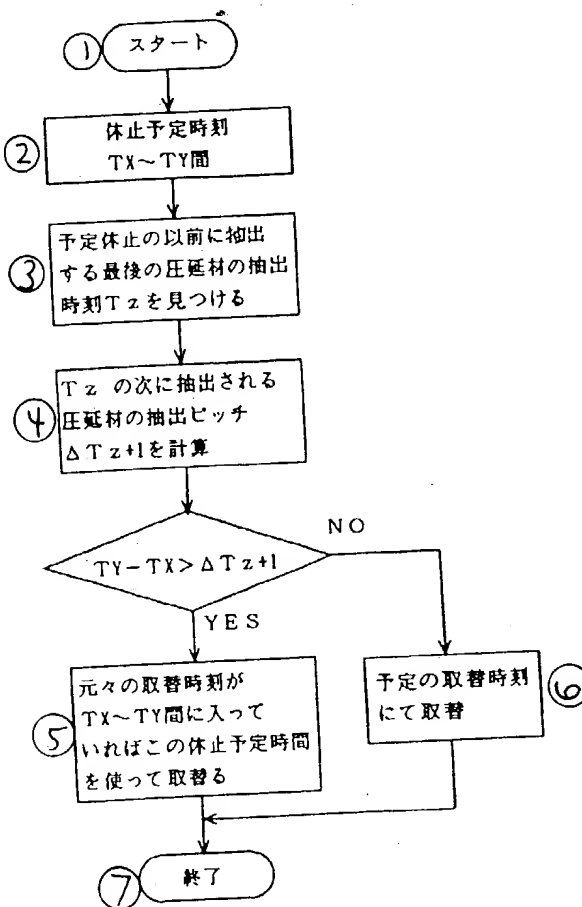 ① スタート
②
休止予定時刻
TX～TY間
③
予定休止の以前に抽出
する最後の圧延材の抽出
時刻Tzを見つける
④
Tz の次に抽出される
圧延材の抽出ピッチ
ΔTz+1を計算
TY－TX＞ΔTz+1
NO
YES
⑤
元々の取替時刻が
TX～TY間に入って
いればこの休止予定時間
を使って取替る
予定の取替時刻
にて取替
⑥
⑦ 終了